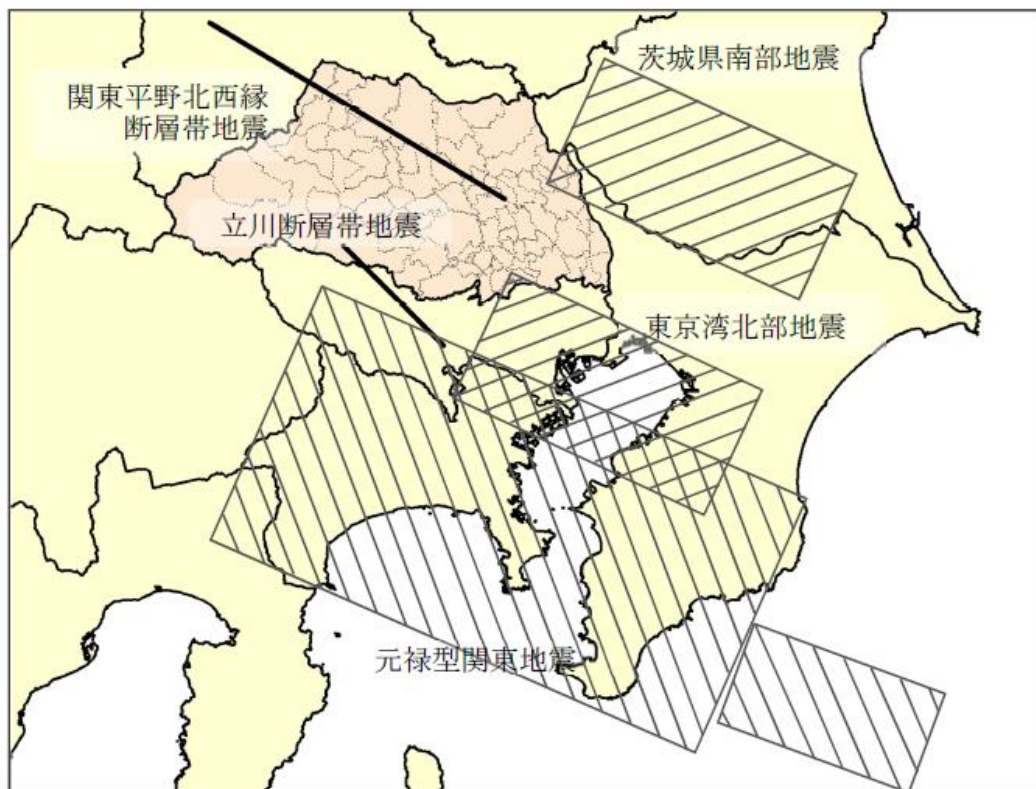 茨城県南部地震
関東平野北西縁
断層帯地震
立川断層帯地震
東京湾北部地震
元禄型関東地震